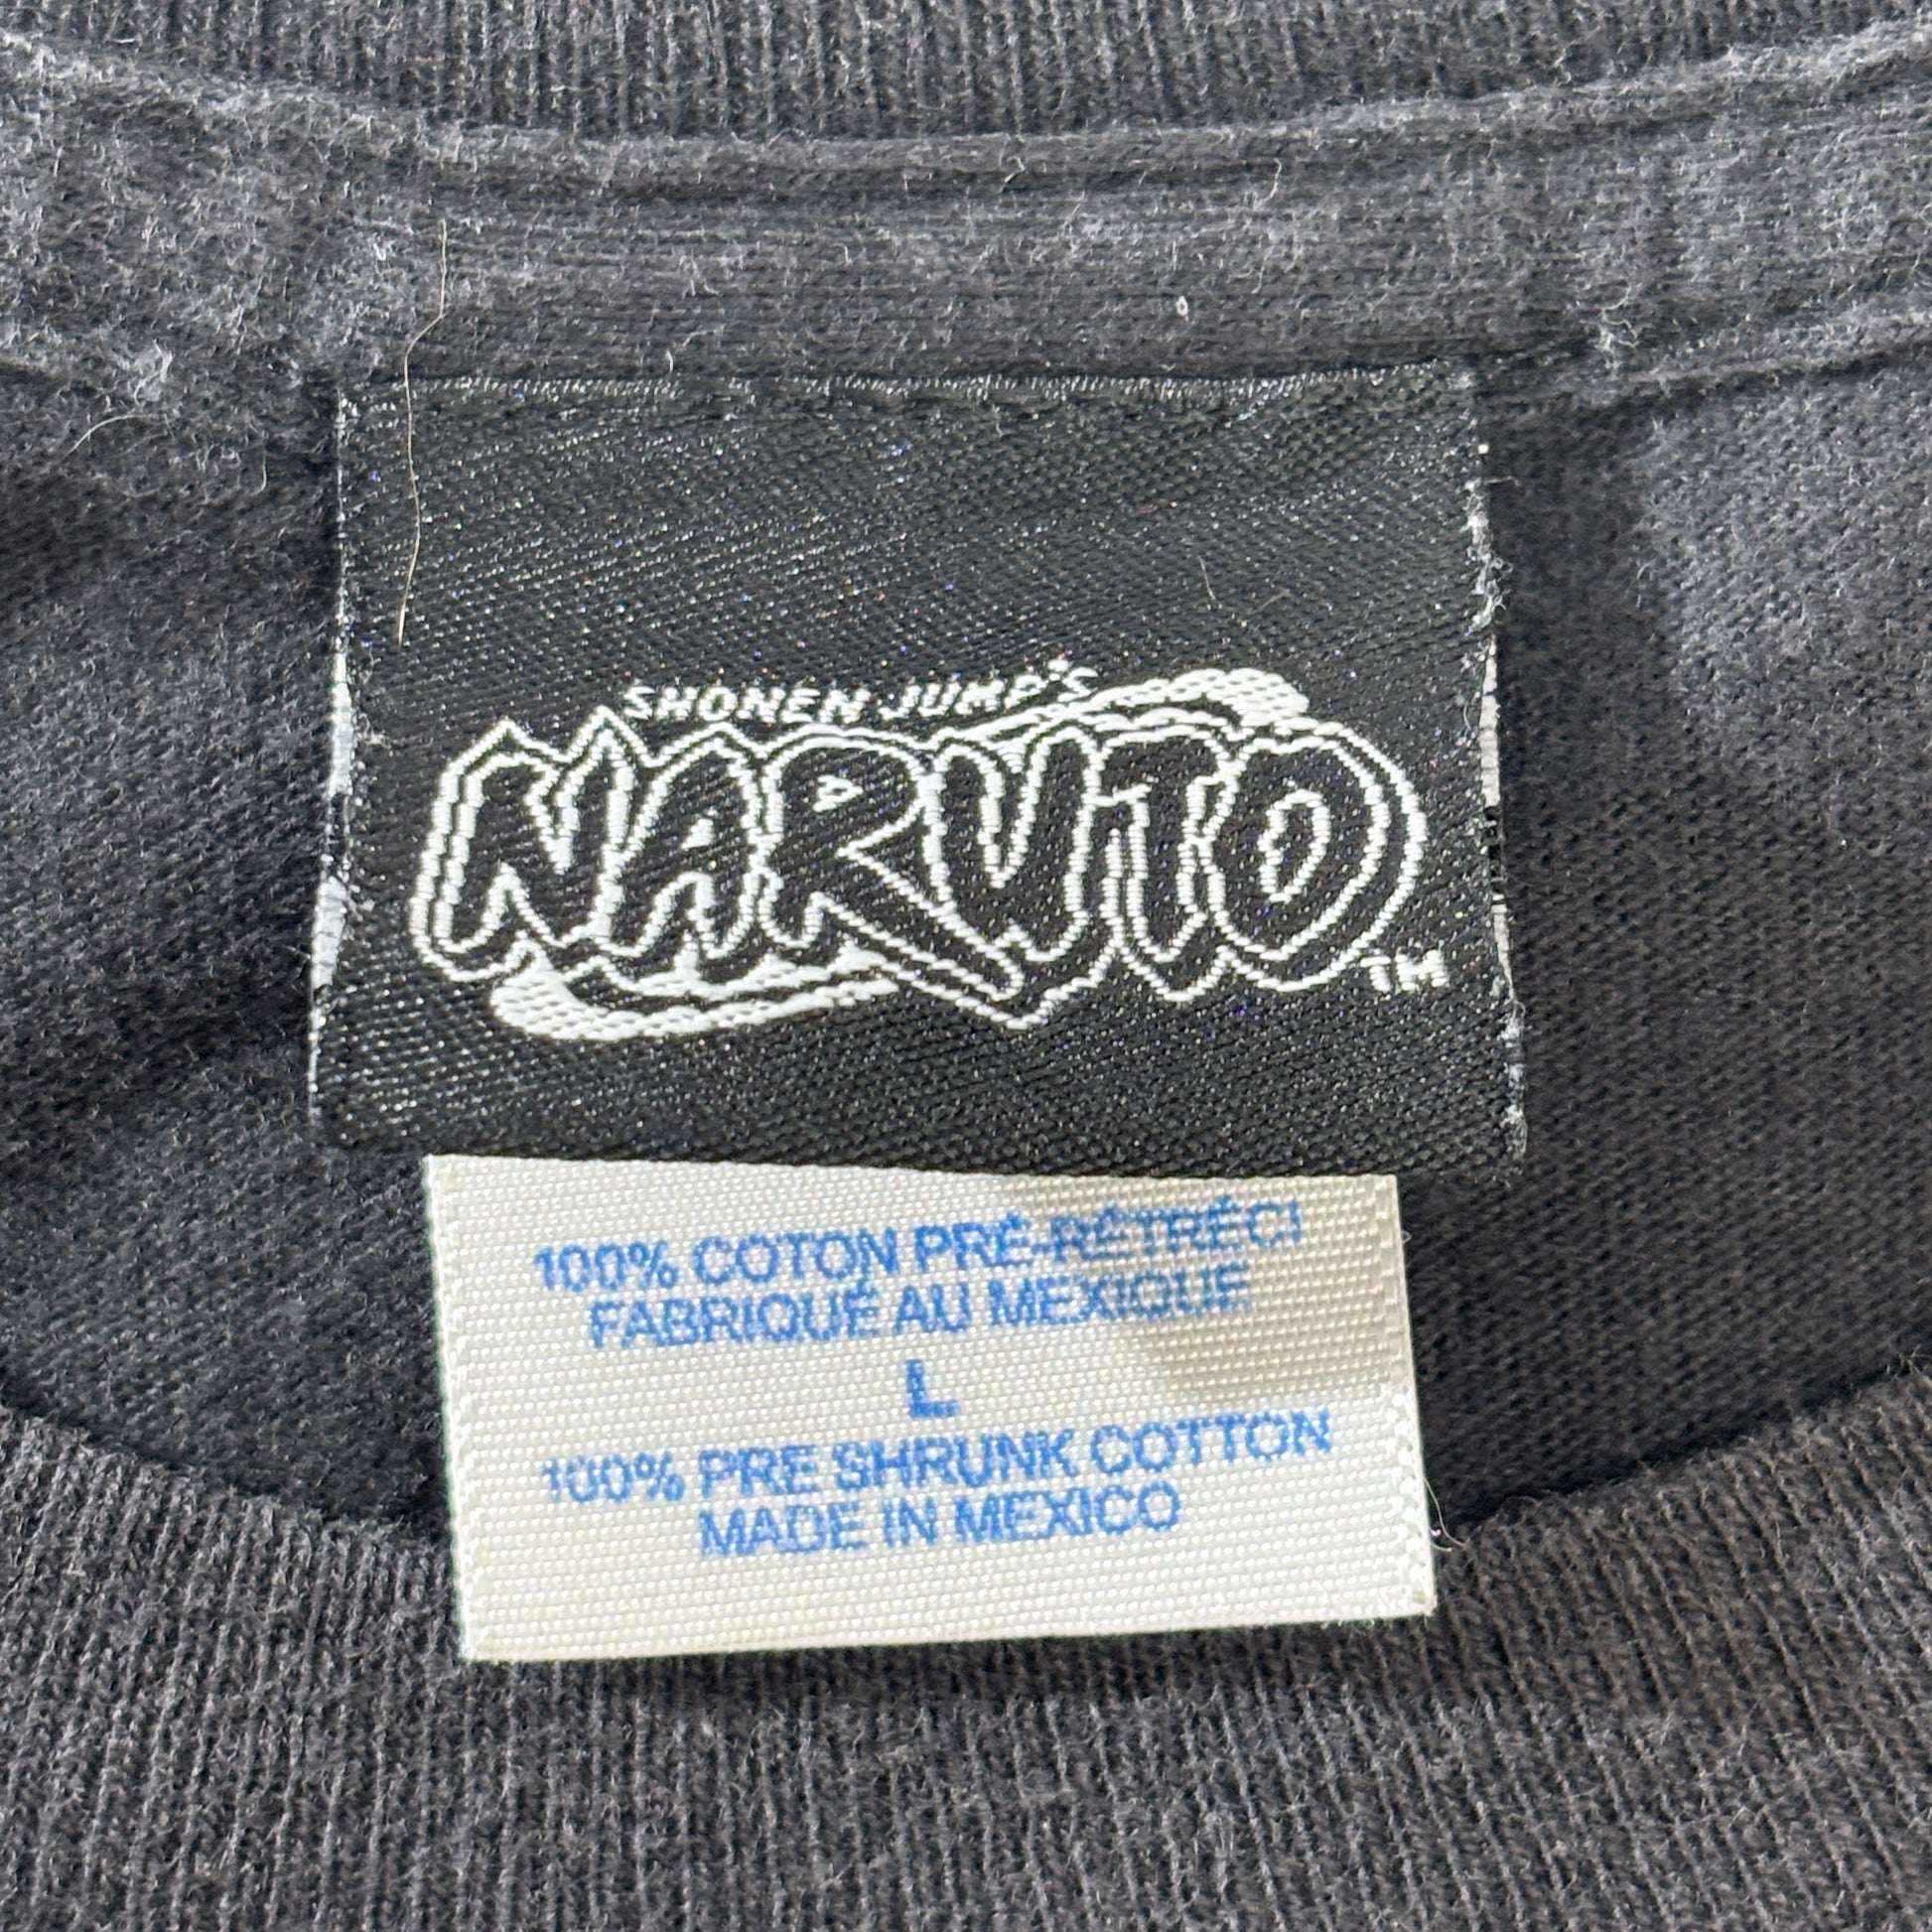 SHONEN JUMP'S
NARUTO
TM
100% COTON PRÉ-RÉTRÉCI
FABRIQUÉ AU MEXIQUE
L
100% PRE SHRUNK COTTON
MADE IN MEXICO